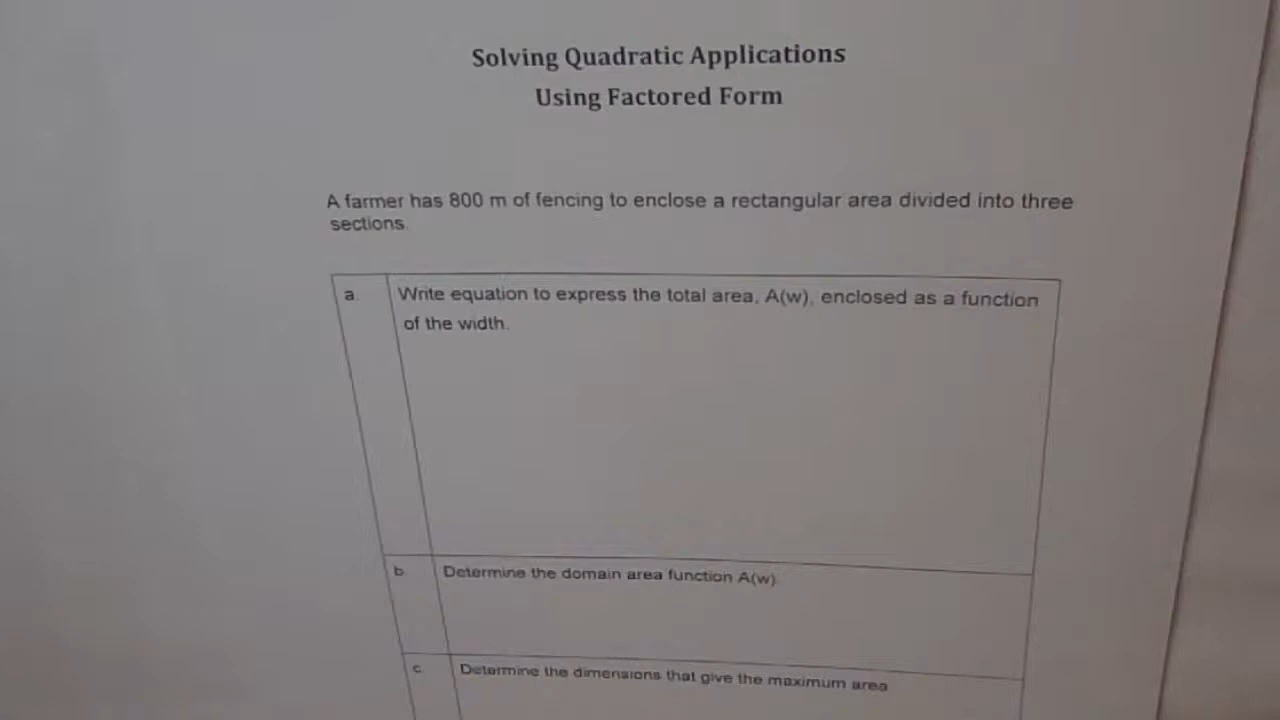 Solving Quadratic Applications
Using Factored Form
A farmer has 800 m of fencing to enclose a rectangular area divided into three
sections.
a. Write equation to express the total area, A(w), enclosed as a function
of the width.
b. Determine the domain area function A(w)
c. Determine the dimensions that give the maximum area